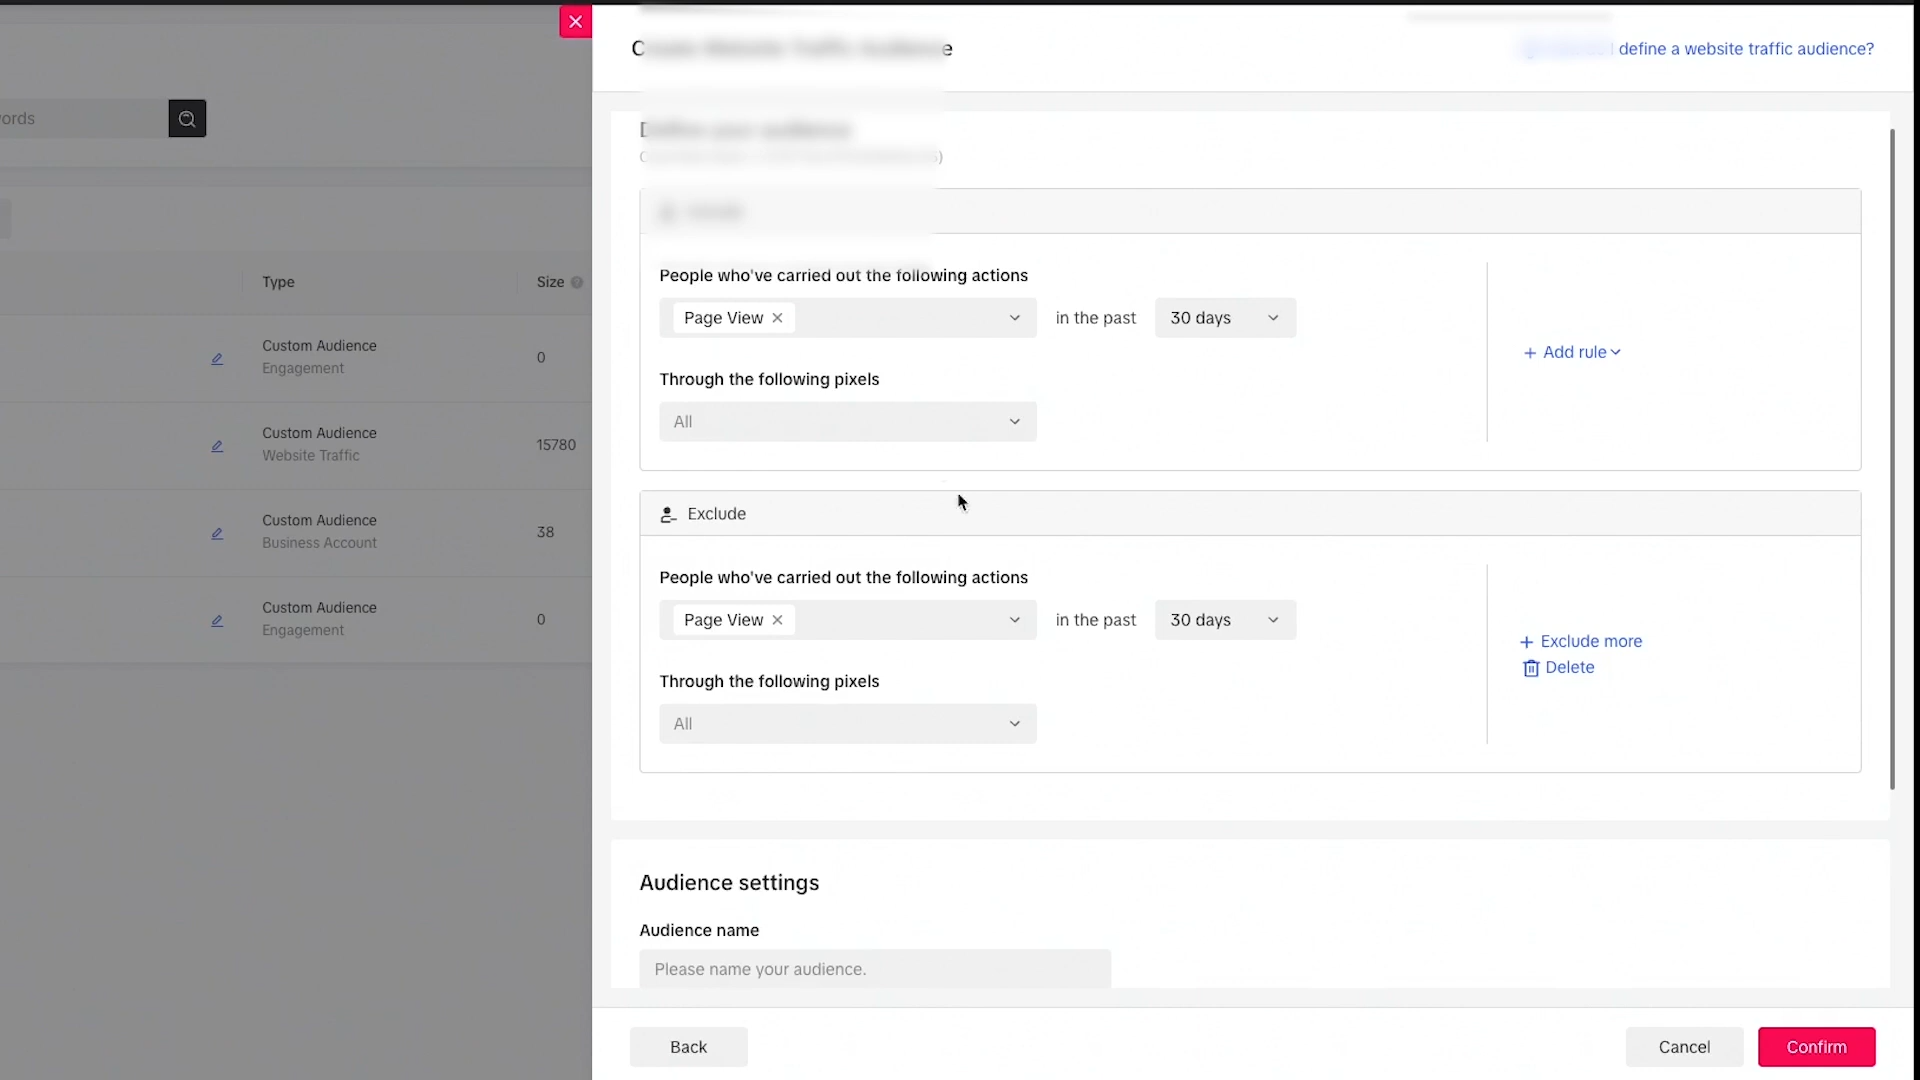 define a website traffic audience?
ords
People who've carried out the following actions
Page View
in the past
30 days
+ Add rule
Through the following pixels
All
Exclude
People who've carried out the following actions
Page View
in the past
30 days
+ Exclude more
Delete
Through the following pixels
All
Type
Size
Custom Audience
Engagement
0
Custom Audience
Website Traffic
15780
Custom Audience
Business Account
38
Custom Audience
Engagement
0
Audience settings
Audience name
Please name your audience.
Back
Cancel
Confirm